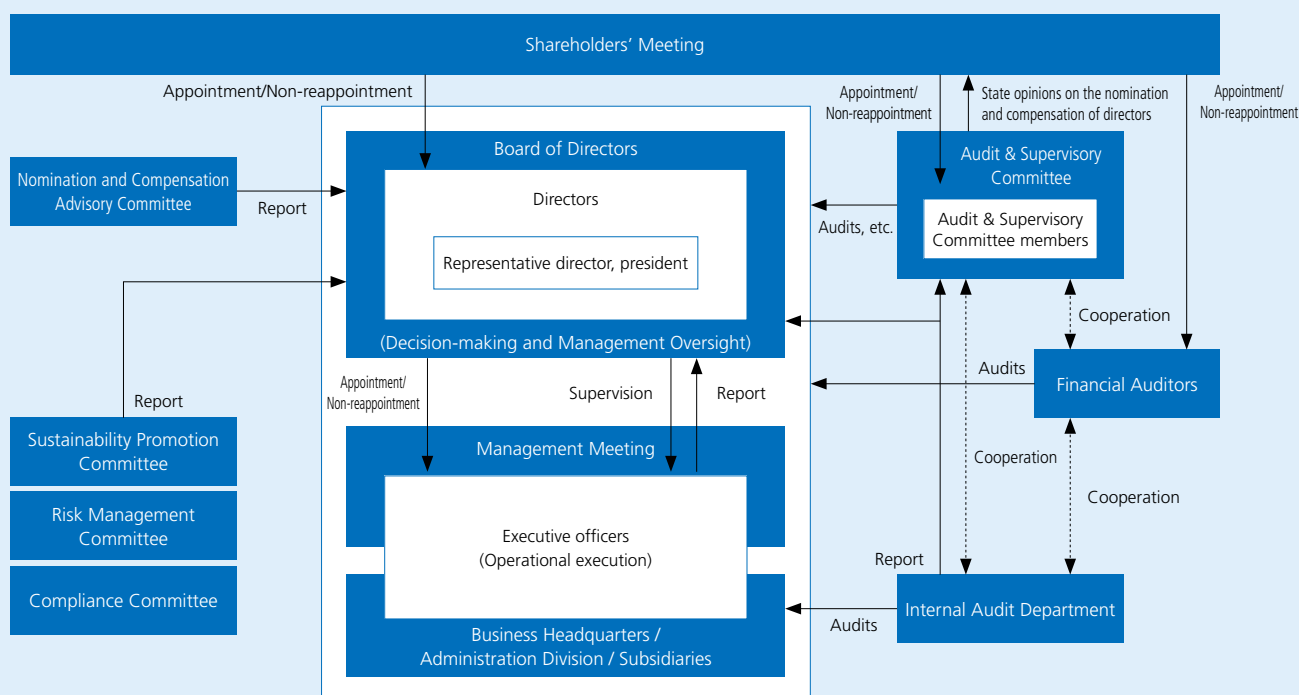 Shareholders’ Meeting
Appointment/Non-reappointment
Appointment/
Non-reappointment
State opinions on the nomination
and compensation of directors
Appointment/
Non-reappointment
Nomination and Compensation
Advisory Committee
Report
Board of Directors
Directors
Representative director, president
(Decision-making and Management Oversight)
Audit & Supervisory
Committee
Audit & Supervisory
Committee members
Audits, etc.
Cooperation
Financial Auditors
Audits
Appointment/
Non-reappointment
Supervision
Report
Report
Sustainability Promotion
Committee
Risk Management
Committee
Compliance Committee
Management Meeting
Executive officers
(Operational execution)
Business Headquarters /
Administration Division / Subsidiaries
Cooperation
Cooperation
Report
Internal Audit Department
Audits